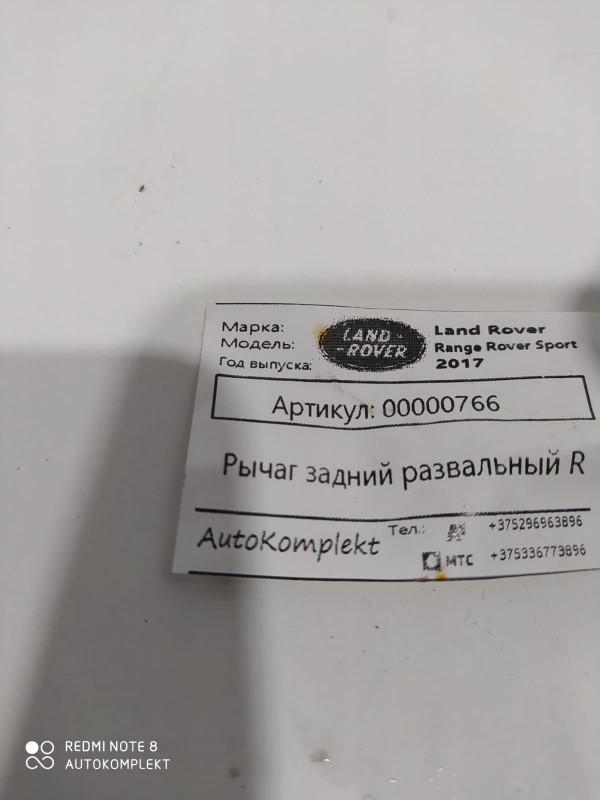 Марка:
Модель:
Год выпуска:
LAND-
-ROVER
Land Rover
Range Rover Sport
2017
Артикул: 00000766
Рычаг задний развальный R
AutoKomplekt
Тел.:
+375296963896
МТС
+375336773896
REDMI NOTE 8
AUTOKOMPLEKT